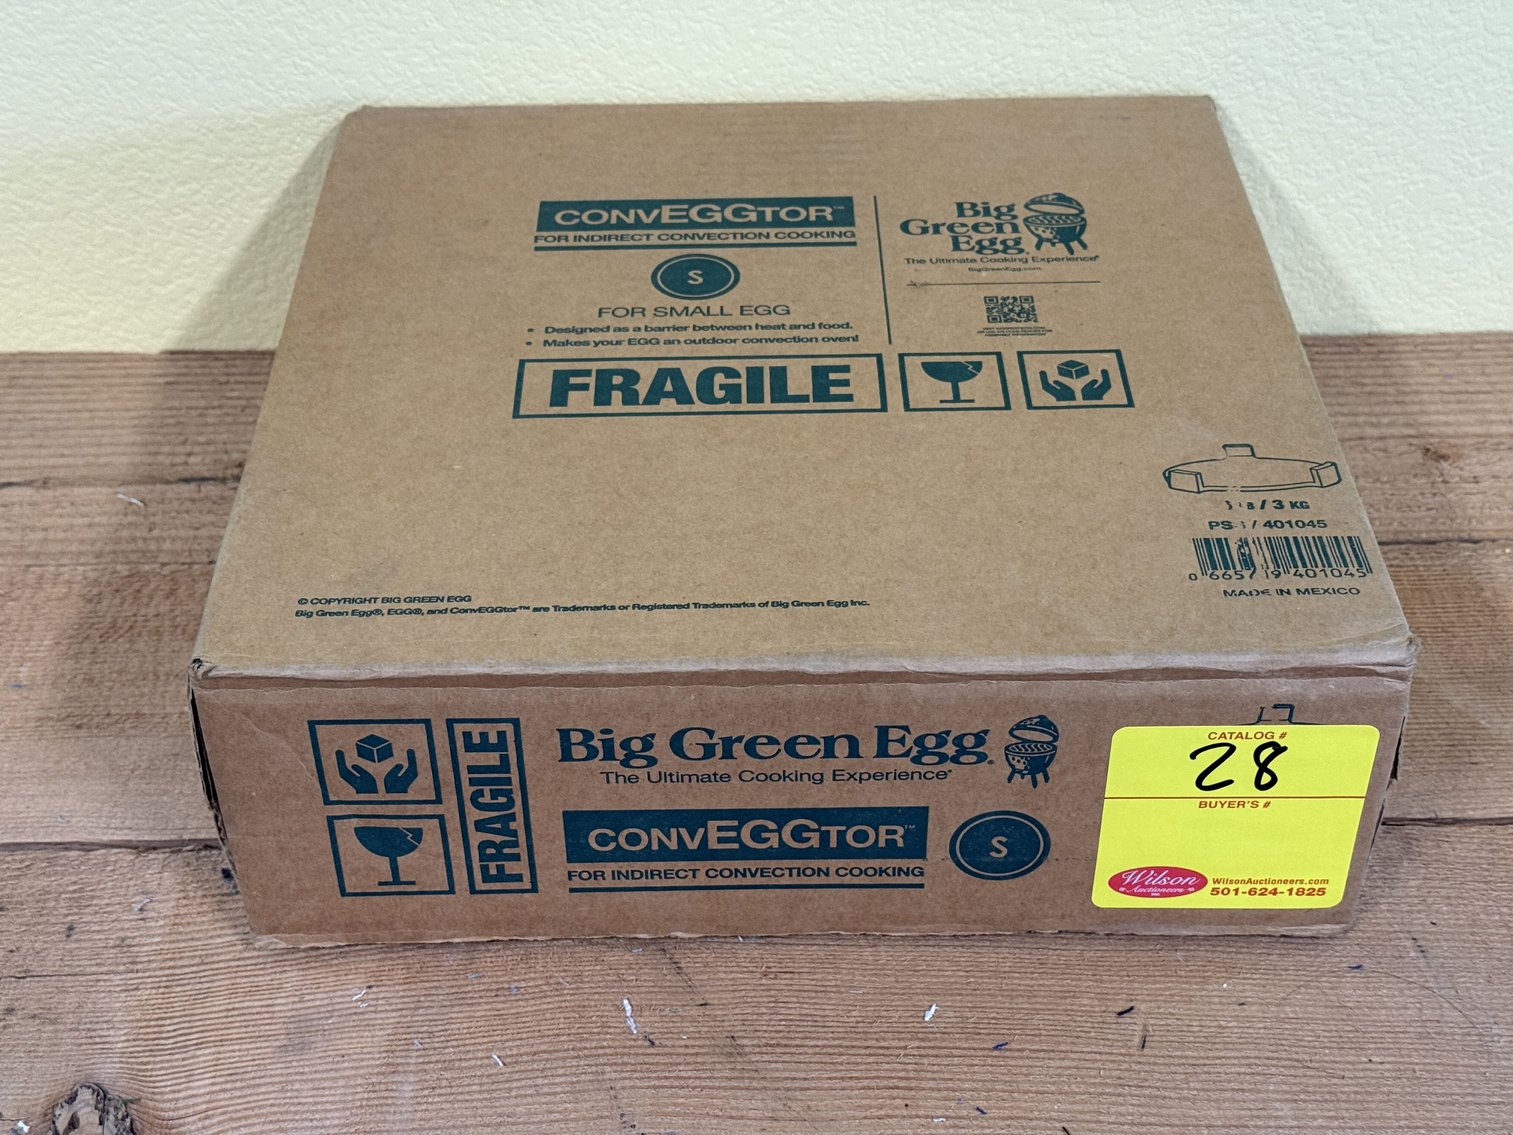 CONVEGGTOR™
FOR INDIRECT CONVECTION COOKING
S
FOR SMALL EGG
• Designed as a barrier between heat and food.
• Makes your EGG an outdoor convection oven!
Big
Green
Egg®
The Ultimate Cooking Experience®
BigGreenEgg.com
FRAGILE
/ 3 KG
/ 401045
401045
MADE IN MEXICO
© COPYRIGHT BIG GREEN EGG
Big Green Egg®, EGG®, and ConvEGGtor™ are Trademarks or Registered Trademarks of Big Green Egg Inc.
FRAGILE
Big Green Egg®
The Ultimate Cooking Experience®
CONVEGGTOR™
FOR INDIRECT CONVECTION COOKING
S
CATALOG #
28
BUYER'S #
Wilson
Auctioneers
INC.
WilsonAuctioneers.com
501-624-1825